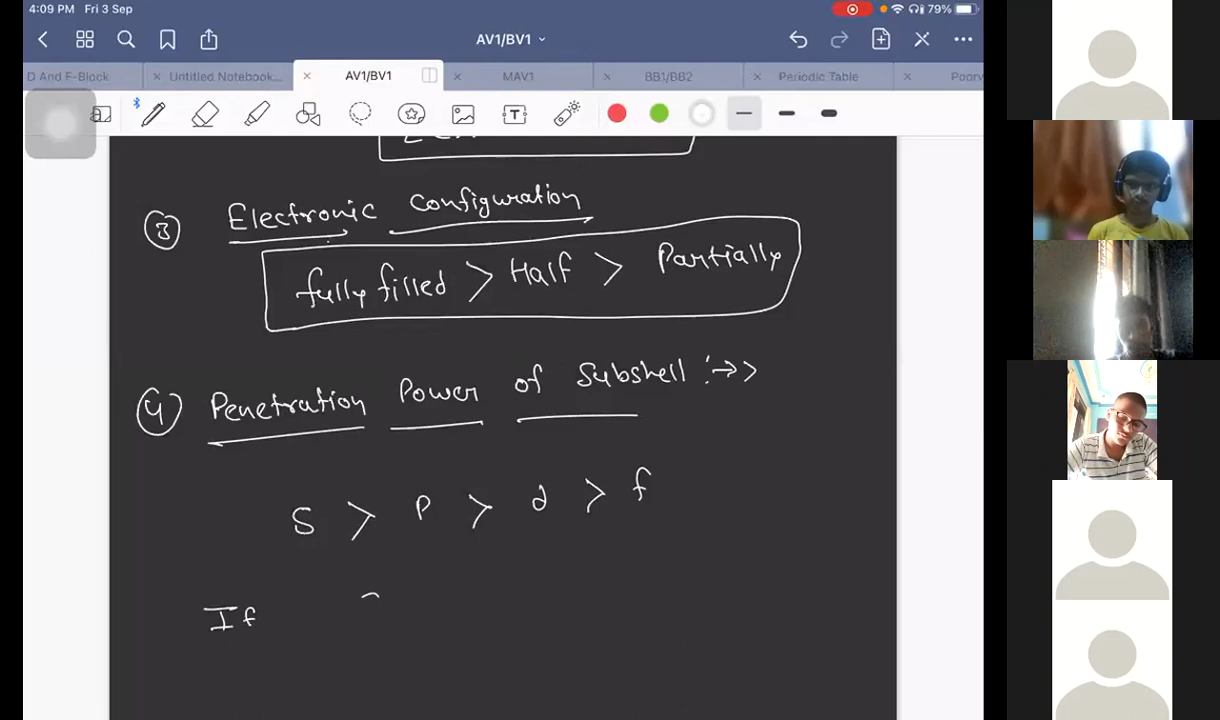 4:09 PM Fri 3 Sep
79%
AV1/BV1
D And F-Block
Untitled Notebook...
AV1/BV1
MAV1
BB1/BB2
Periodic Table
Poorv
3 Electronic configuration
fully filled > Half > Partially
4 Penetration Power of Subshell :->>
S > P > d > f
If